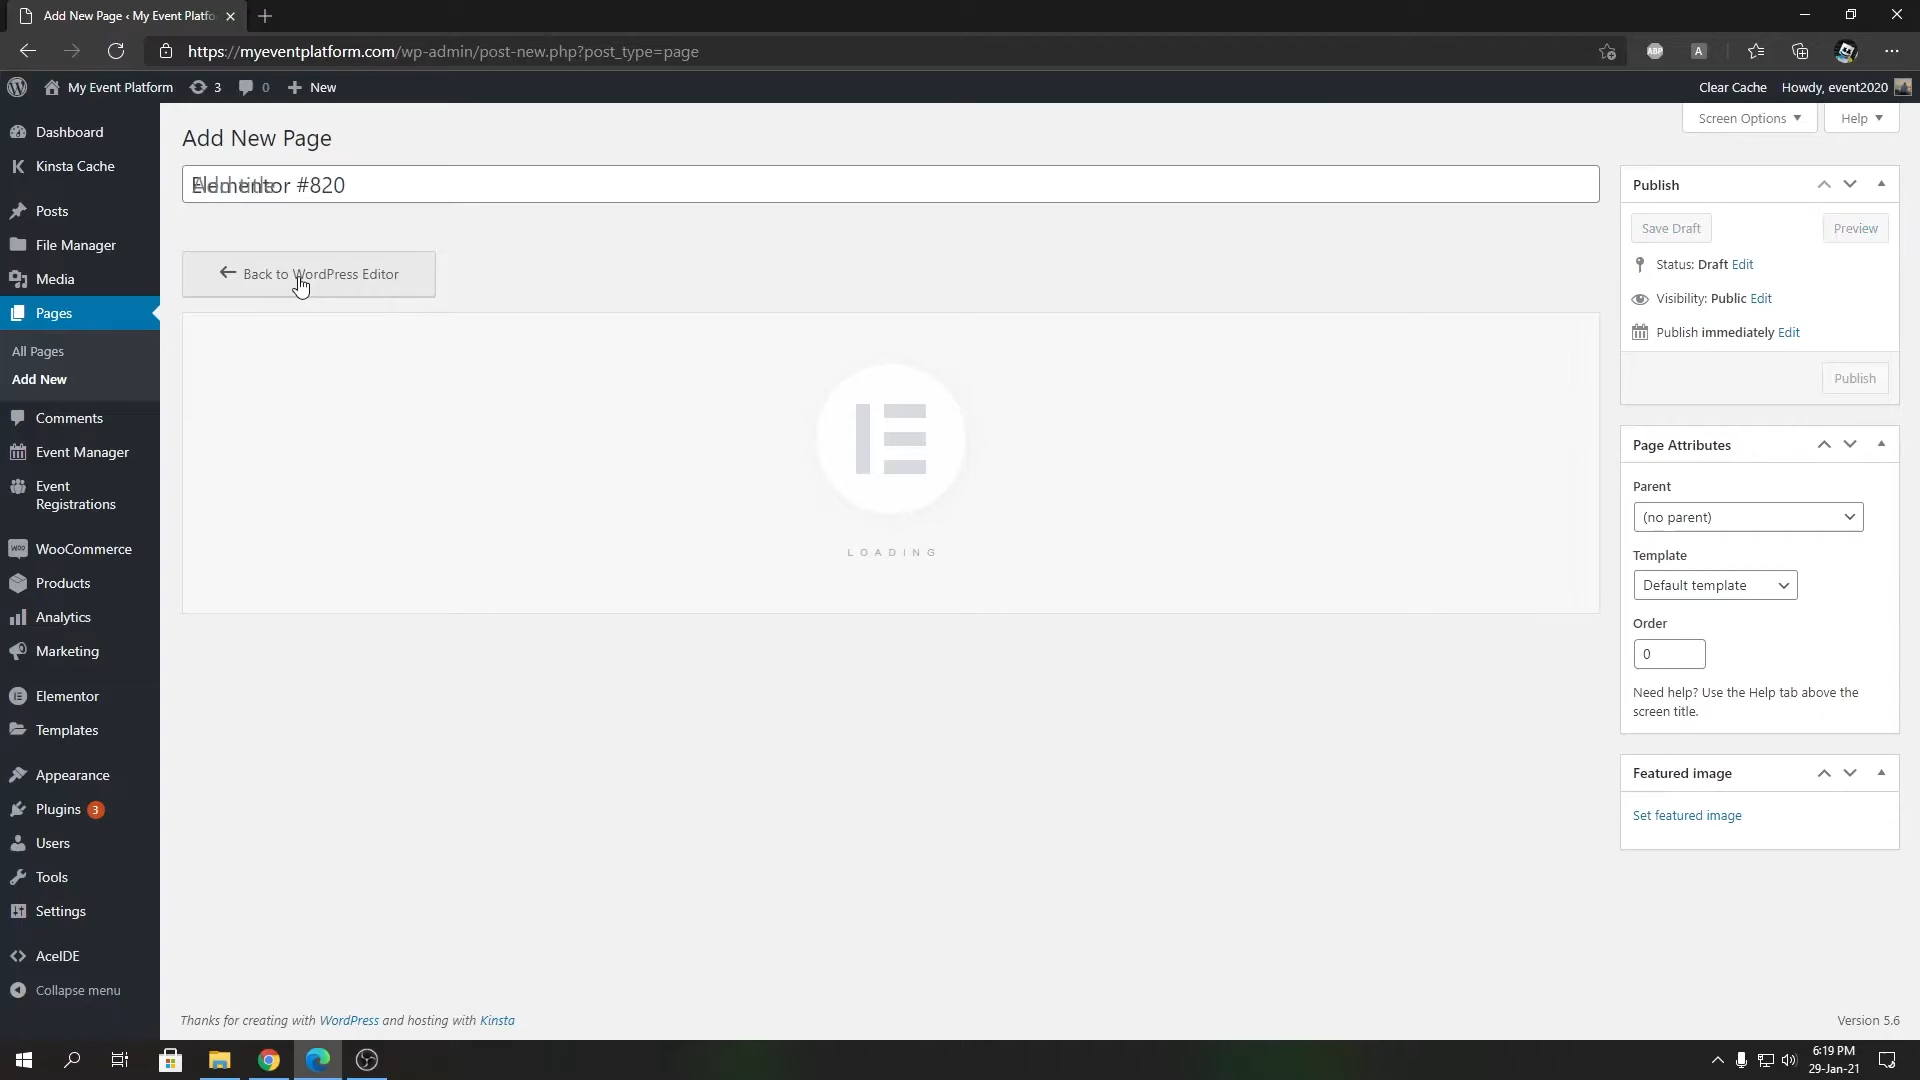 Add New Page ‹ My Event Platfo
https://myeventplatform.com/wp-admin/post-new.php?post_type=page
ABP
A
My Event Platform
3
0
New
Clear Cache
Howdy, event2020
Dashboard
Kinsta Cache
Posts
File Manager
Media
Pages
All Pages
Add New
Comments
Event Manager
Event
Registrations
WooCommerce
Products
Analytics
Marketing
Elementor
Templates
Appearance
Plugins 3
Users
Tools
Settings
AceIDE
Collapse menu
Add New Page
Screen Options
Help
Elementor #820
Add title
Back to WordPress Editor
LOADING
Publish
Save Draft
Preview
Status: Draft Edit
Visibility: Public Edit
Publish immediately Edit
Publish
Page Attributes
Parent
(no parent)
Template
Default template
Order
0
Need help? Use the Help tab above the
screen title.
Featured image
Set featured image
Thanks for creating with WordPress and hosting with Kinsta
Version 5.6
6:19 PM
29-Jan-21